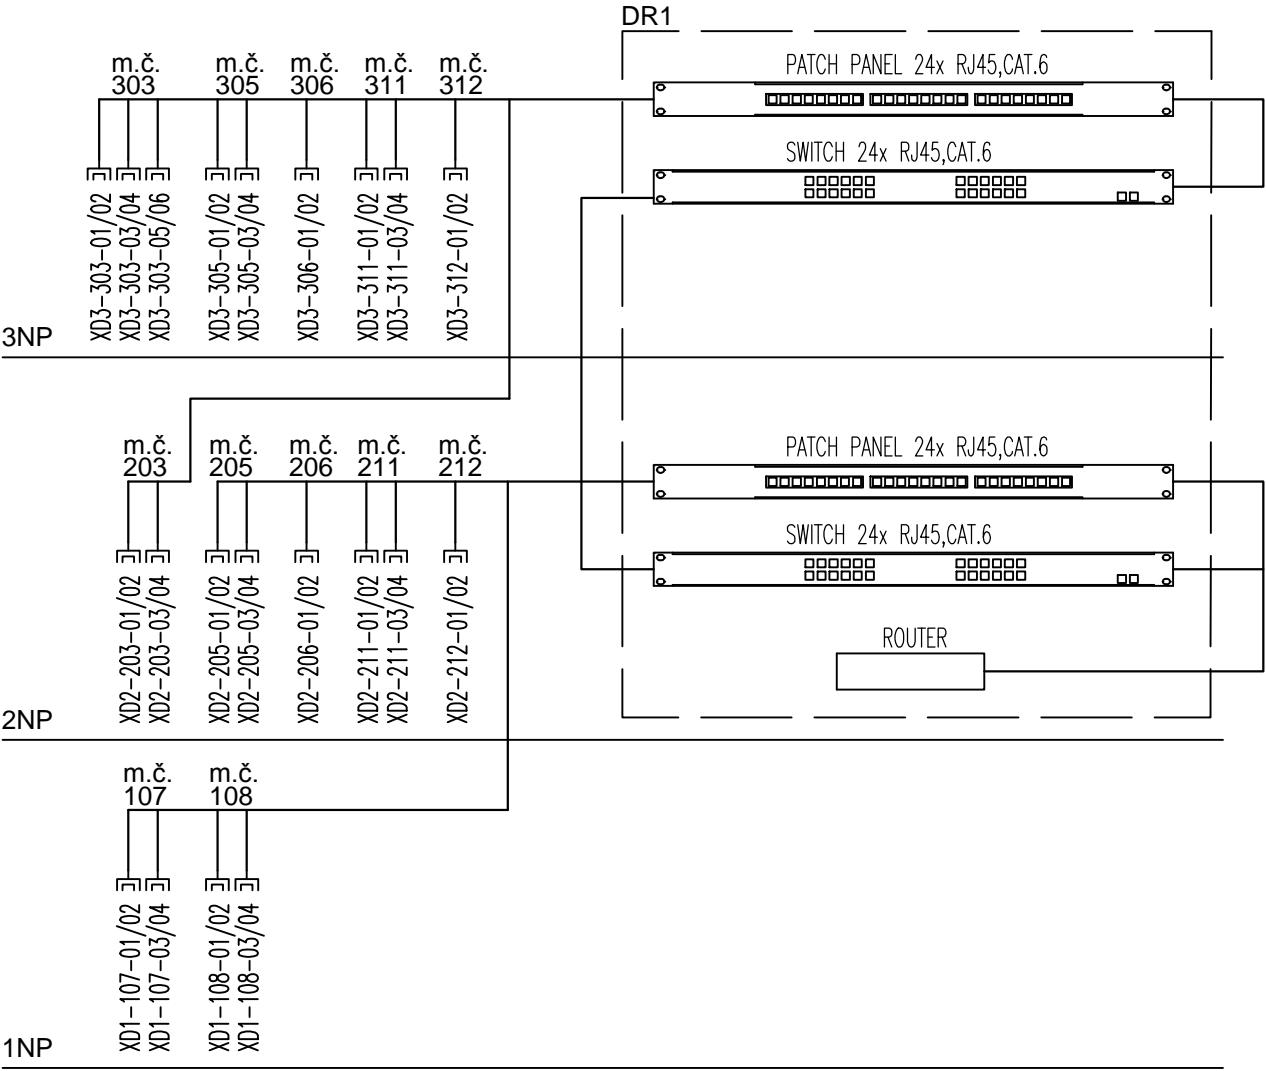 DR1
m.č.
303
m.č.
305
m.č.
306
m.č.
311
m.č.
312
PATCH PANEL 24x RJ45,CAT.6
SWITCH 24x RJ45,CAT.6
XD3-303-01/02
XD3-303-03/04
XD3-303-05/06
XD3-305-01/02
XD3-305-03/04
XD3-306-01/02
XD3-311-01/02
XD3-311-03/04
XD3-312-01/02
3NP
m.č.
203
m.č.
205
m.č.
206
m.č.
211
m.č.
212
PATCH PANEL 24x RJ45,CAT.6
SWITCH 24x RJ45,CAT.6
ROUTER
XD2-203-01/02
XD2-203-03/04
XD2-205-01/02
XD2-205-03/04
XD2-206-01/02
XD2-211-01/02
XD2-211-03/04
XD2-212-01/02
2NP
m.č.
107
m.č.
108
XD1-107-01/02
XD1-107-03/04
XD1-108-01/02
XD1-108-03/04
1NP